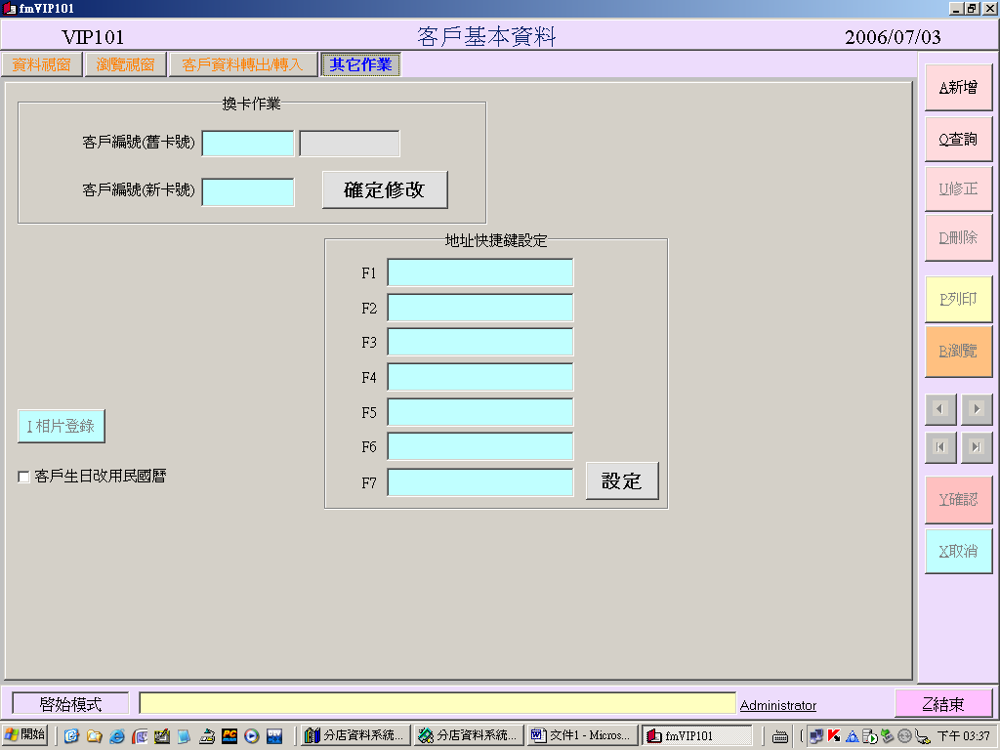 fmVIP101
VIP101 客戶基本資料 2006/07/03
資料視窗 瀏覽視窗 客戶資料轉出/轉入 其它作業
換卡作業
客戶編號(舊卡號)
客戶編號(新卡號) 確定修改
地址快捷鍵設定
F1
F2
F3
F4
F5
F6
F7 設定
I 相片登錄
客戶生日改用民國曆
A新增
Q查詢
U修正
D刪除
P列印
B瀏覽
Y確認
X取消
啓始模式 Administrator Z結束
開始 分店資料系統... 分店資料系統... 文件1 - Micros... fmVIP101 下午 03:37